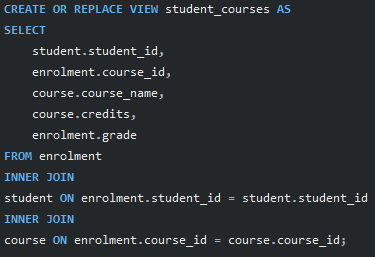 CREATE OR REPLACE VIEW student_courses AS
SELECT
    student.student_id,
    enrolment.course_id,
    course.course_name,
    course.credits,
    enrolment.grade
FROM enrolment
INNER JOIN
student ON enrolment.student_id = student.student_id
INNER JOIN
course ON enrolment.course_id = course.course_id;